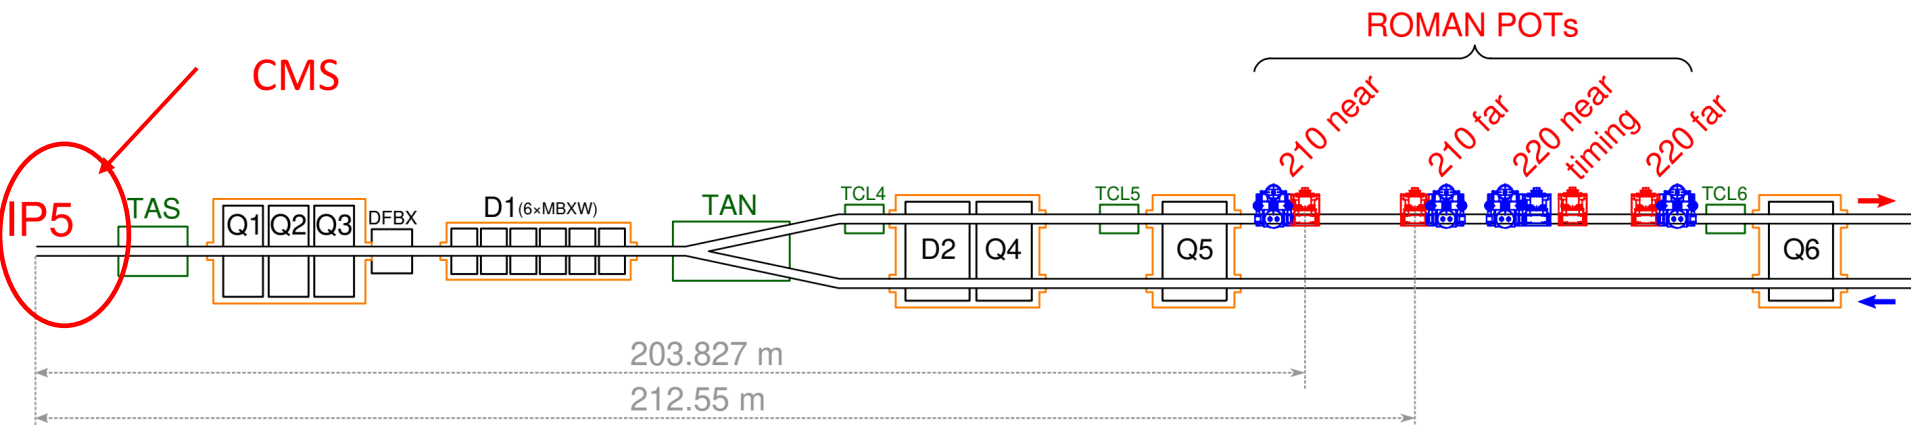 ROMAN POTs
CMS
210 near
210 far
220 near
timing
220 far
IP5
TAS
Q1
Q2
Q3
DFBX
D1(6×MBXW)
TAN
TCL4
D2
Q4
TCL5
Q5
TCL6
Q6
203.827 m
212.55 m